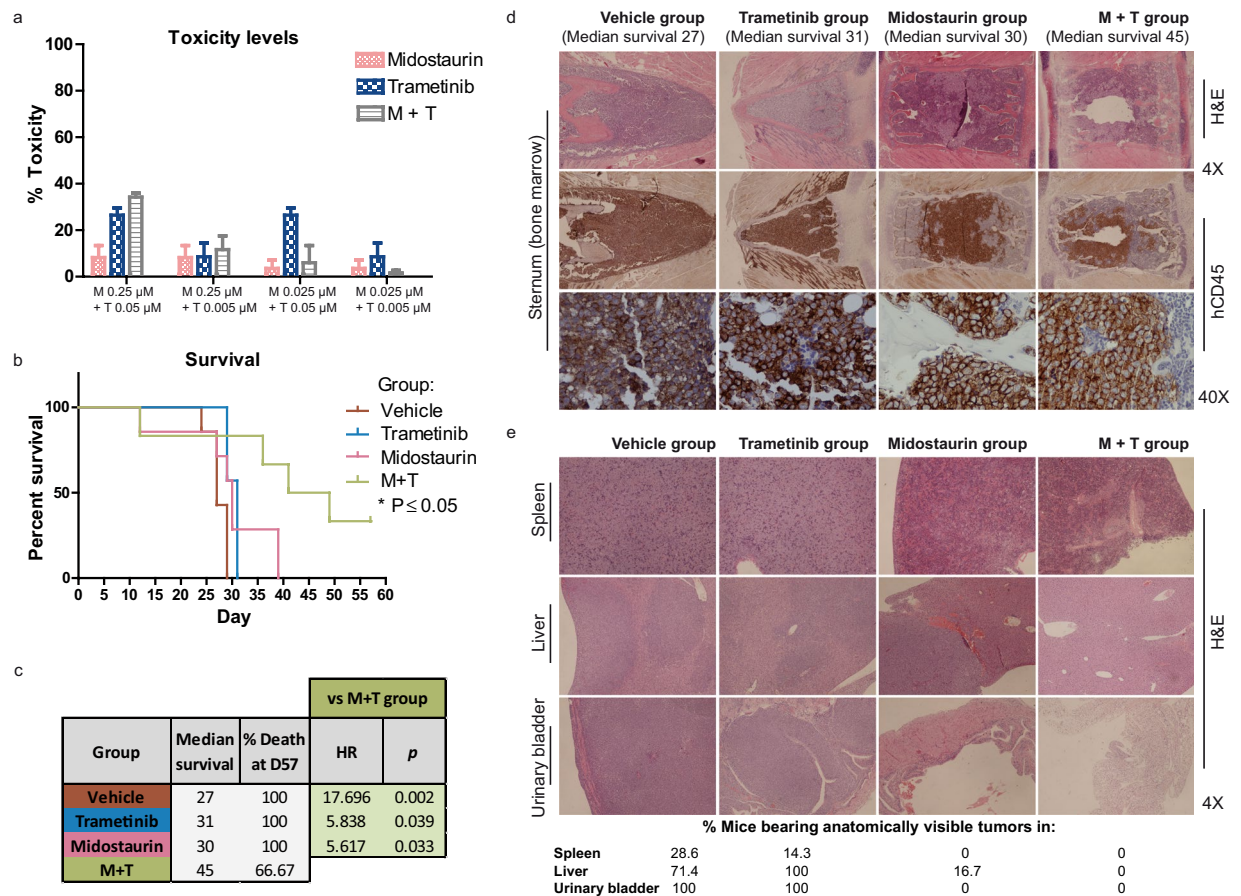 a
Toxicity levels
% Toxicity
100
80
60
40
20
0
Midostaurin
Trametinib
M + T
M 0.25 µM
+ T 0.05 µM
M 0.25 µM
+ T 0.005 µM
M 0.025 µM
+ T 0.05 µM
M 0.025 µM
+ T 0.005 µM
b
Survival
Percent survival
100
50
0
0 5 10 15 20 25 30 35 40 45 50 55 60
Day
Group:
Vehicle
Trametinib
Midostaurin
M+T
* P ≤ 0.05
c
vs M+T group
Group Median survival % Death at D57 HR p
Vehicle 27 100 17.696 0.002
Trametinib 31 100 5.838 0.039
Midostaurin 30 100 5.617 0.033
M+T 45 66.67
d
Vehicle group Trametinib group Midostaurin group M + T group
(Median survival 27) (Median survival 31) (Median survival 30) (Median survival 45)
Sternum (bone marrow)
H&E
4X
hCD45
40X
e
Vehicle group Trametinib group Midostaurin group M + T group
Spleen
Liver
Urinary bladder
H&E
4X
% Mice bearing anatomically visible tumors in:
Spleen 28.6 14.3 0 0
Liver 71.4 100 16.7 0
Urinary bladder 100 100 0 0